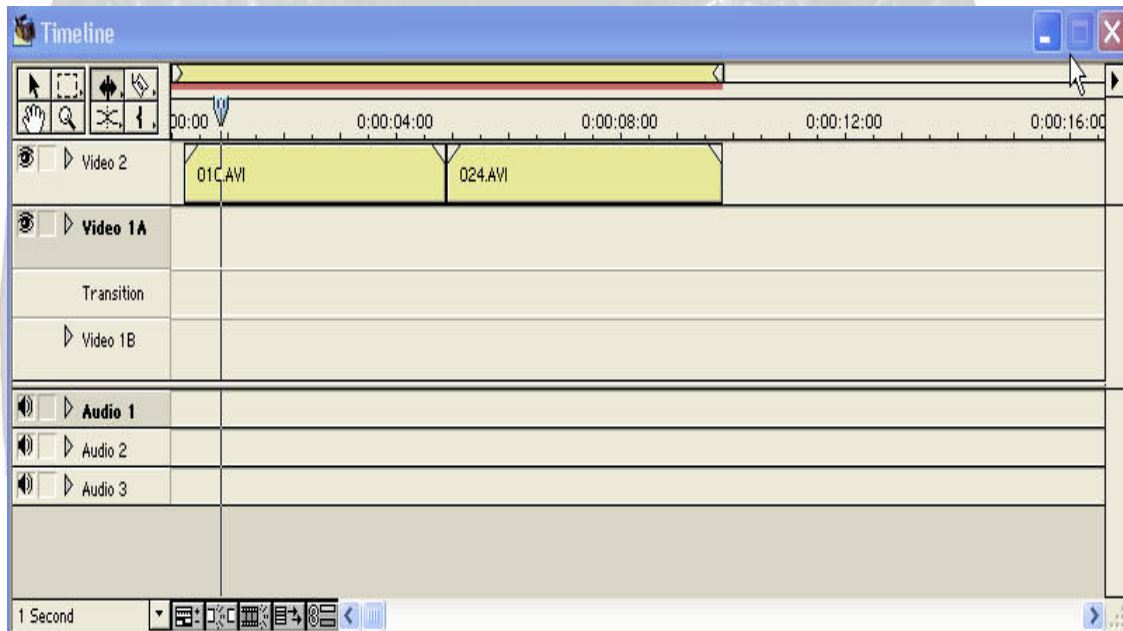 Timeline
00:00 0:00:04:00 0:00:08:00 0:00:12:00 0:00:16:00
Video 2 010.AVI 024.AVI
Video 1A
Transition
Video 1B
Audio 1
Audio 2
Audio 3
1 Second